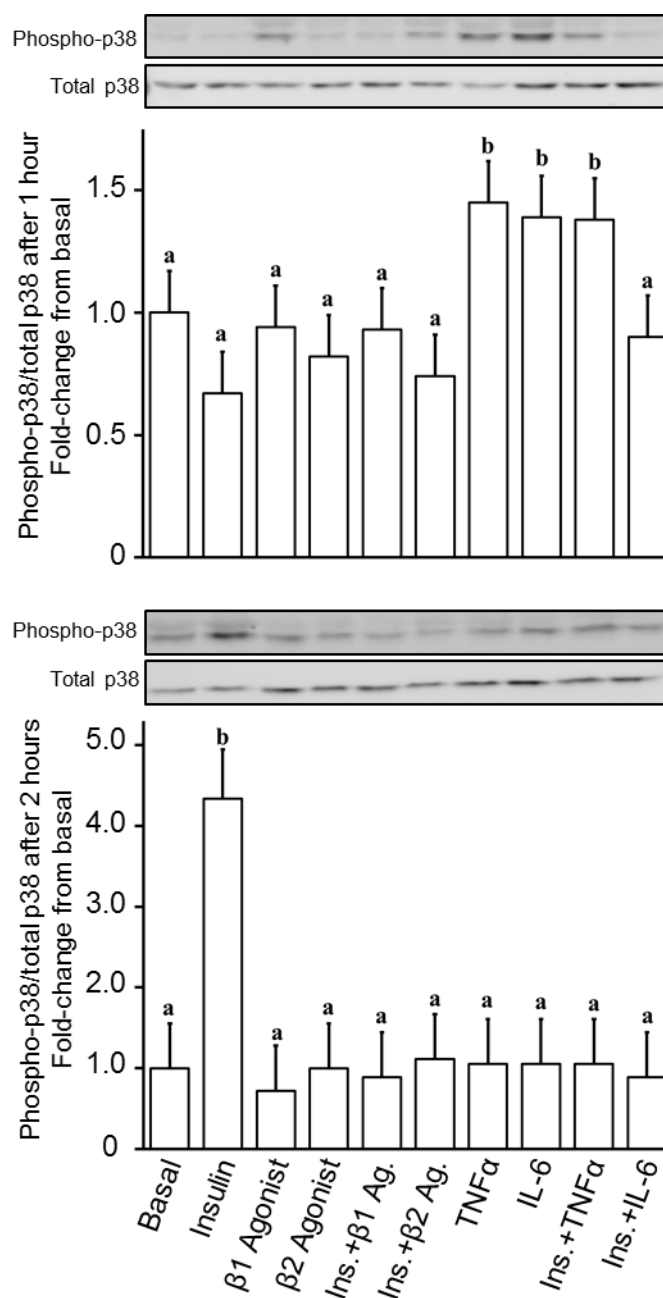 Phospho-p38
Total p38
Phospho-p38/total p38 after 1 hour
Fold-change from basal
1.5
1.0
0.5
0
a
a
a
a
a
a
b
b
b
a
Phospho-p38
Total p38
Phospho-p38/total p38 after 2 hours
Fold-change from basal
5.0
4.0
3.0
2.0
1.0
0
a
b
a
a
a
a
a
a
a
a
Basal
Insulin
β1 Agonist
β2 Agonist
Ins.+β1 Ag.
Ins.+β2 Ag.
TNFα
IL-6
Ins.+TNFα
Ins.+IL-6